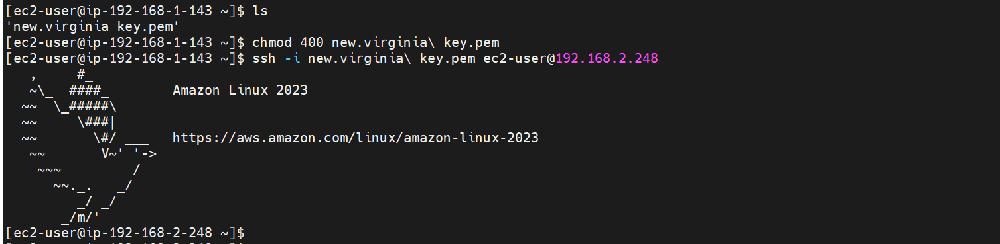 [ec2-user@ip-192-168-1-143 ~]$ ls
'new.virginia key.pem'
[ec2-user@ip-192-168-1-143 ~]$ chmod 400 new.virginia\ key.pem
[ec2-user@ip-192-168-1-143 ~]$ ssh -i new.virginia\ key.pem ec2-user@192.168.2.248
   ,     #_
   ~\_  ####_        Amazon Linux 2023
  ~~  \_#####\
  ~~     \###|
  ~~       \#/ ___   https://aws.amazon.com/linux/amazon-linux-2023
   ~~       V~' '->
    ~~~         /
      ~~._.   _/
         _/ _/
       _/m/'
[ec2-user@ip-192-168-2-248 ~]$